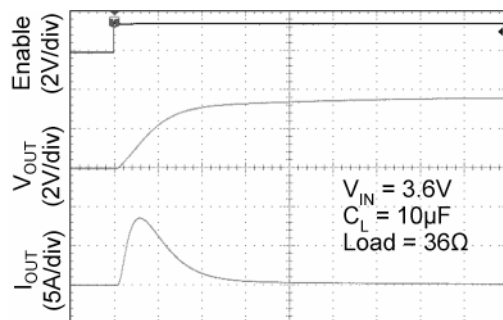 Enable
(2V/div)
V_OUT
(2V/div)
I_OUT
(5A/div)
V_IN = 3.6V
C_L = 10µF
Load = 36Ω